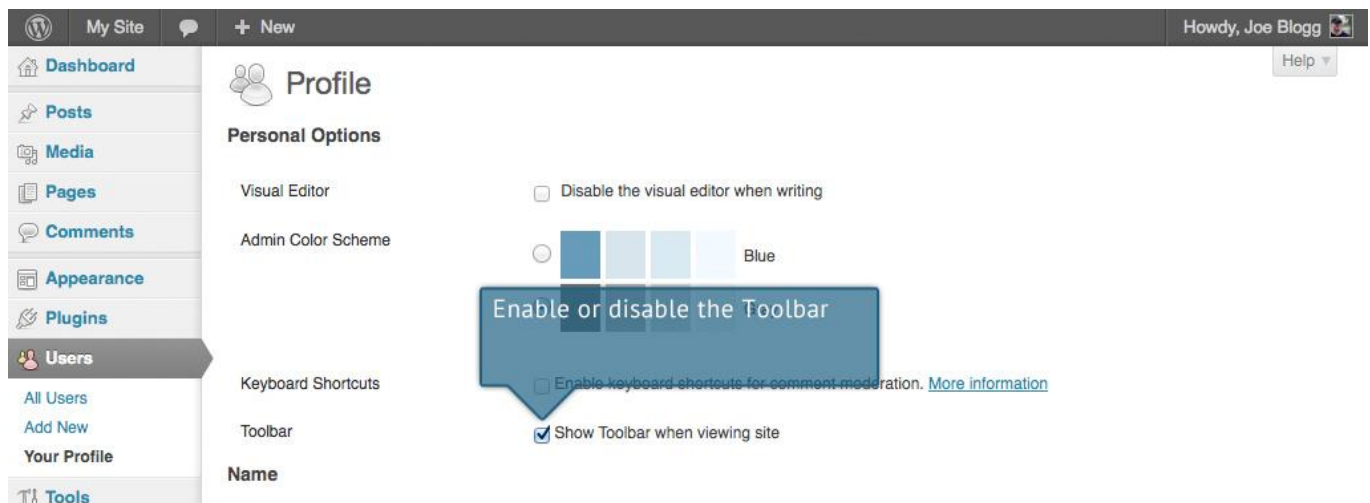 My Site
+ New
Howdy, Joe Blogg
Help
Dashboard
Posts
Media
Pages
Comments
Appearance
Plugins
Users
All Users
Add New
Your Profile
Tools
Profile
Personal Options
Visual Editor
Disable the visual editor when writing
Admin Color Scheme
Blue
Enable or disable the Toolbar
Keyboard Shortcuts
Enable keyboard shortcuts for comment moderation. More information
Toolbar
Show Toolbar when viewing site
Name